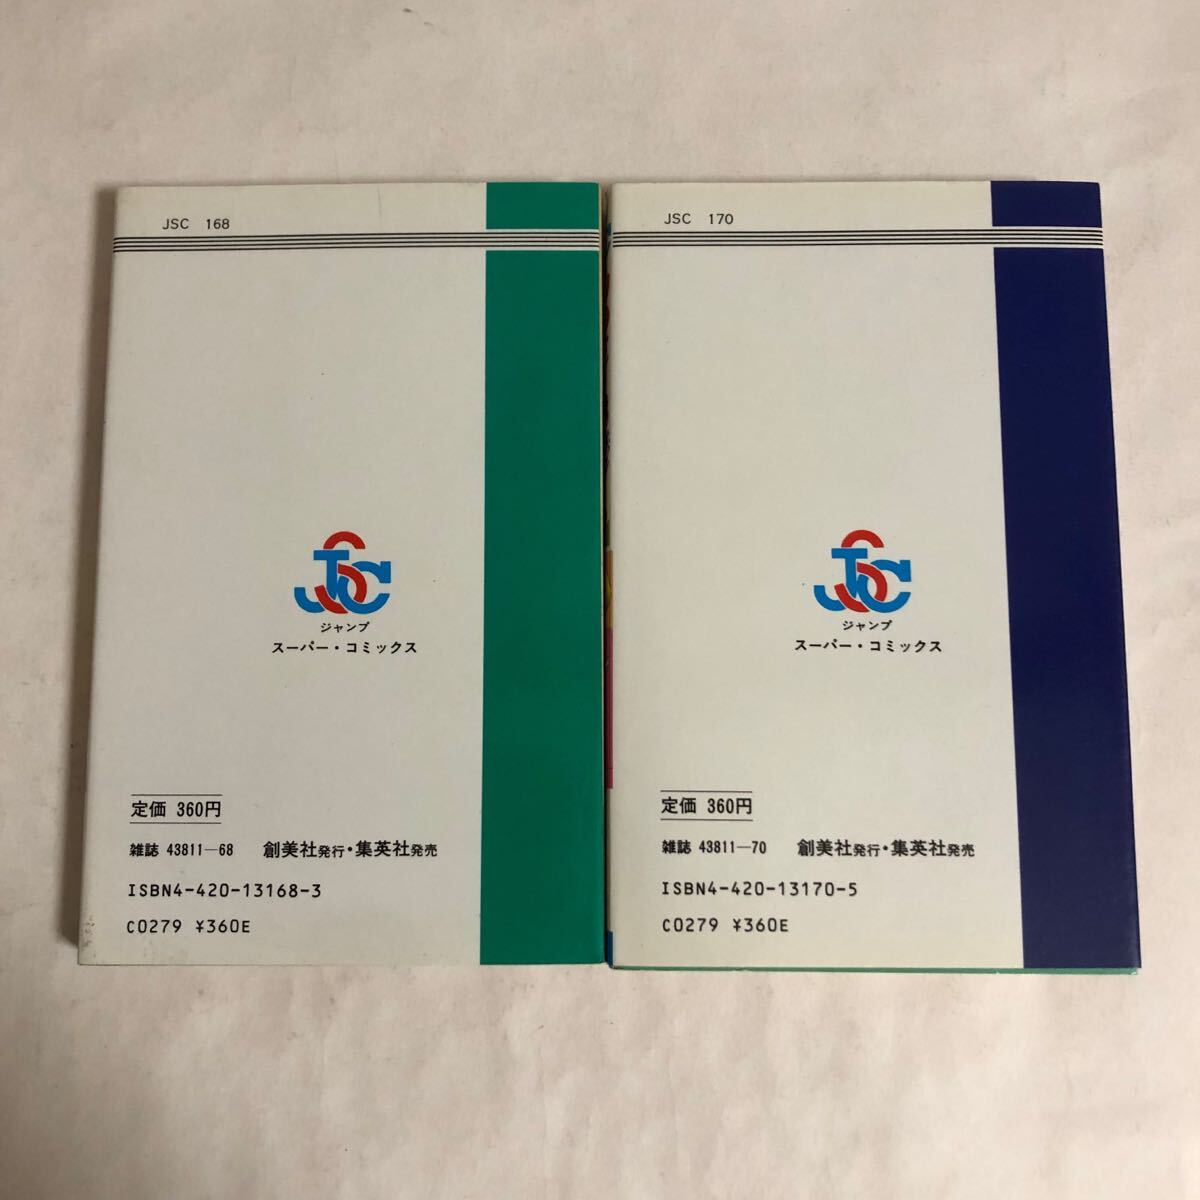 JSC 168
JSC
ジャンプ
スーパー・コミックス
定価 360円
雑誌 43811—68 創美社発行・集英社発売
ISBN4-420-13168-3
C0279 ¥360E
JSC 170
JSC
ジャンプ
スーパー・コミックス
定価 360円
雑誌 43811—70 創美社発行・集英社発売
ISBN4-420-13170-5
C0279 ¥360E